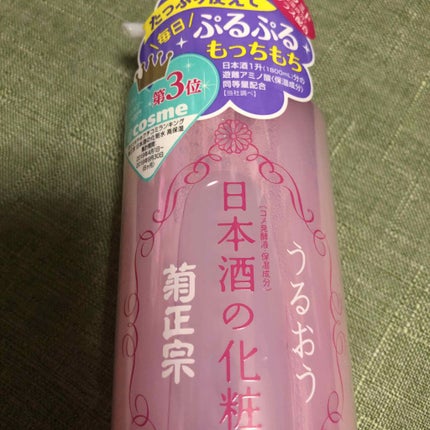 たっぷり使えて
毎日
ぷるぷる
もっちもち
日本酒1升(1800mL)分の
遊離アミノ酸(保湿成分)
同等量配合
[当社調べ]
第3位
@cosme
うるおう
日本酒の化粧
(コメ発酵液 保湿成分)
菊正宗